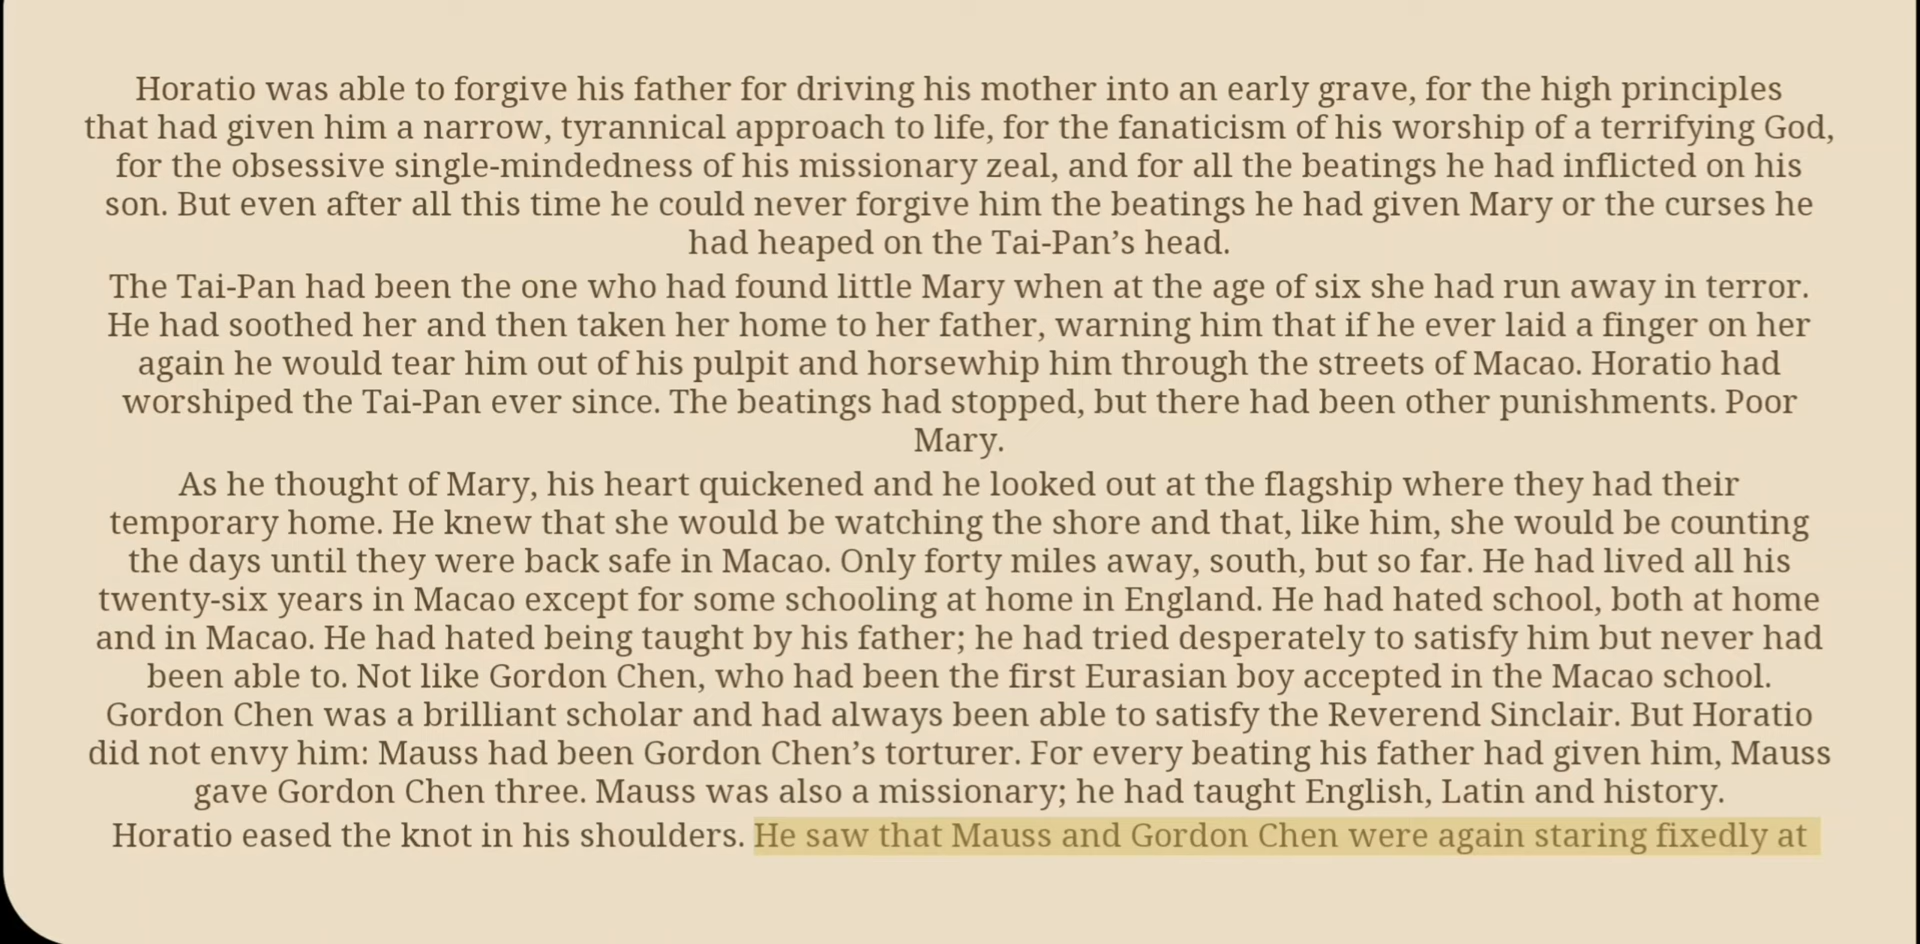 Horatio was able to forgive his father for driving his mother into an early grave, for the high principles
that had given him a narrow, tyrannical approach to life, for the fanaticism of his worship of a terrifying God,
for the obsessive single-mindedness of his missionary zeal, and for all the beatings he had inflicted on his
son. But even after all this time he could never forgive him the beatings he had given Mary or the curses he
had heaped on the Tai-Pan’s head.
The Tai-Pan had been the one who had found little Mary when at the age of six she had run away in terror.
He had soothed her and then taken her home to her father, warning him that if he ever laid a finger on her
again he would tear him out of his pulpit and horsewhip him through the streets of Macao. Horatio had
worshiped the Tai-Pan ever since. The beatings had stopped, but there had been other punishments. Poor
Mary.
As he thought of Mary, his heart quickened and he looked out at the flagship where they had their
temporary home. He knew that she would be watching the shore and that, like him, she would be counting
the days until they were back safe in Macao. Only forty miles away, south, but so far. He had lived all his
twenty-six years in Macao except for some schooling at home in England. He had hated school, both at home
and in Macao. He had hated being taught by his father; he had tried desperately to satisfy him but never had
been able to. Not like Gordon Chen, who had been the first Eurasian boy accepted in the Macao school.
Gordon Chen was a brilliant scholar and had always been able to satisfy the Reverend Sinclair. But Horatio
did not envy him: Mauss had been Gordon Chen’s torturer. For every beating his father had given him, Mauss
gave Gordon Chen three. Mauss was also a missionary; he had taught English, Latin and history.
Horatio eased the knot in his shoulders. He saw that Mauss and Gordon Chen were again staring fixedly at